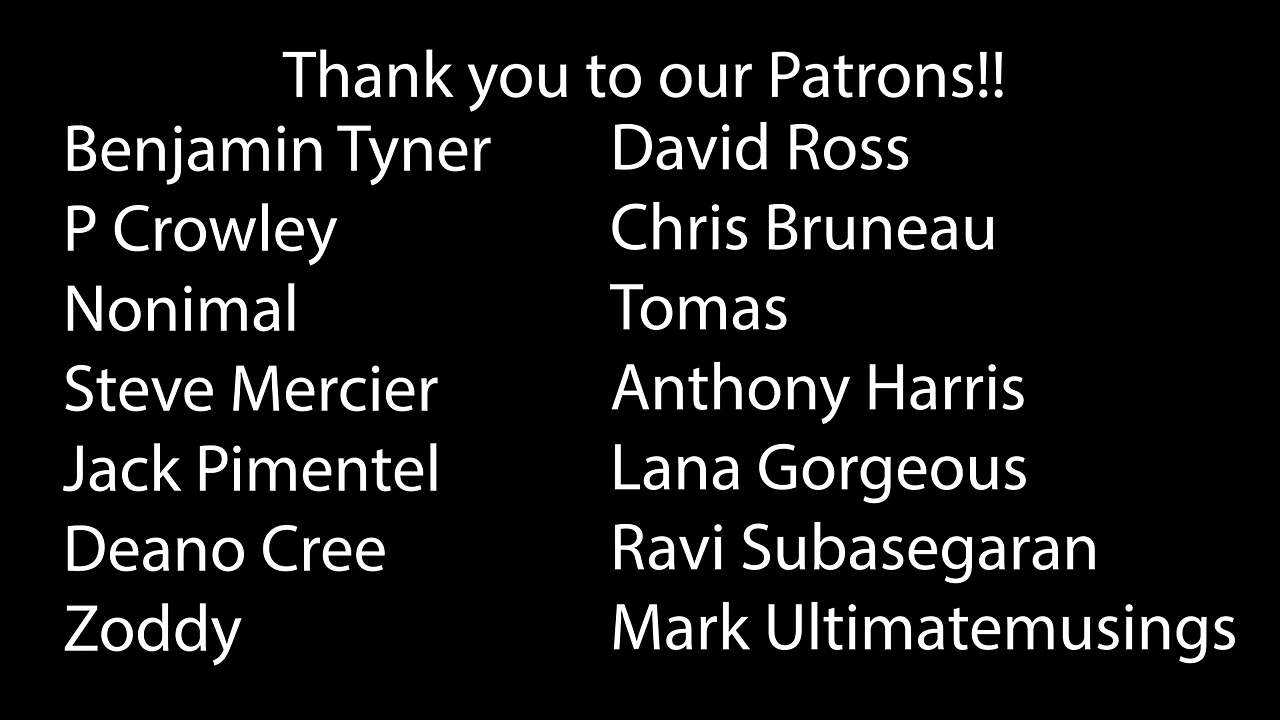 Thank you to our Patrons!!
Benjamin Tyner
P Crowley
Nonimal
Steve Mercier
Jack Pimentel
Deano Cree
Zoddy
David Ross
Chris Bruneau
Tomas
Anthony Harris
Lana Gorgeous
Ravi Subasegaran
Mark Ultimatemusings